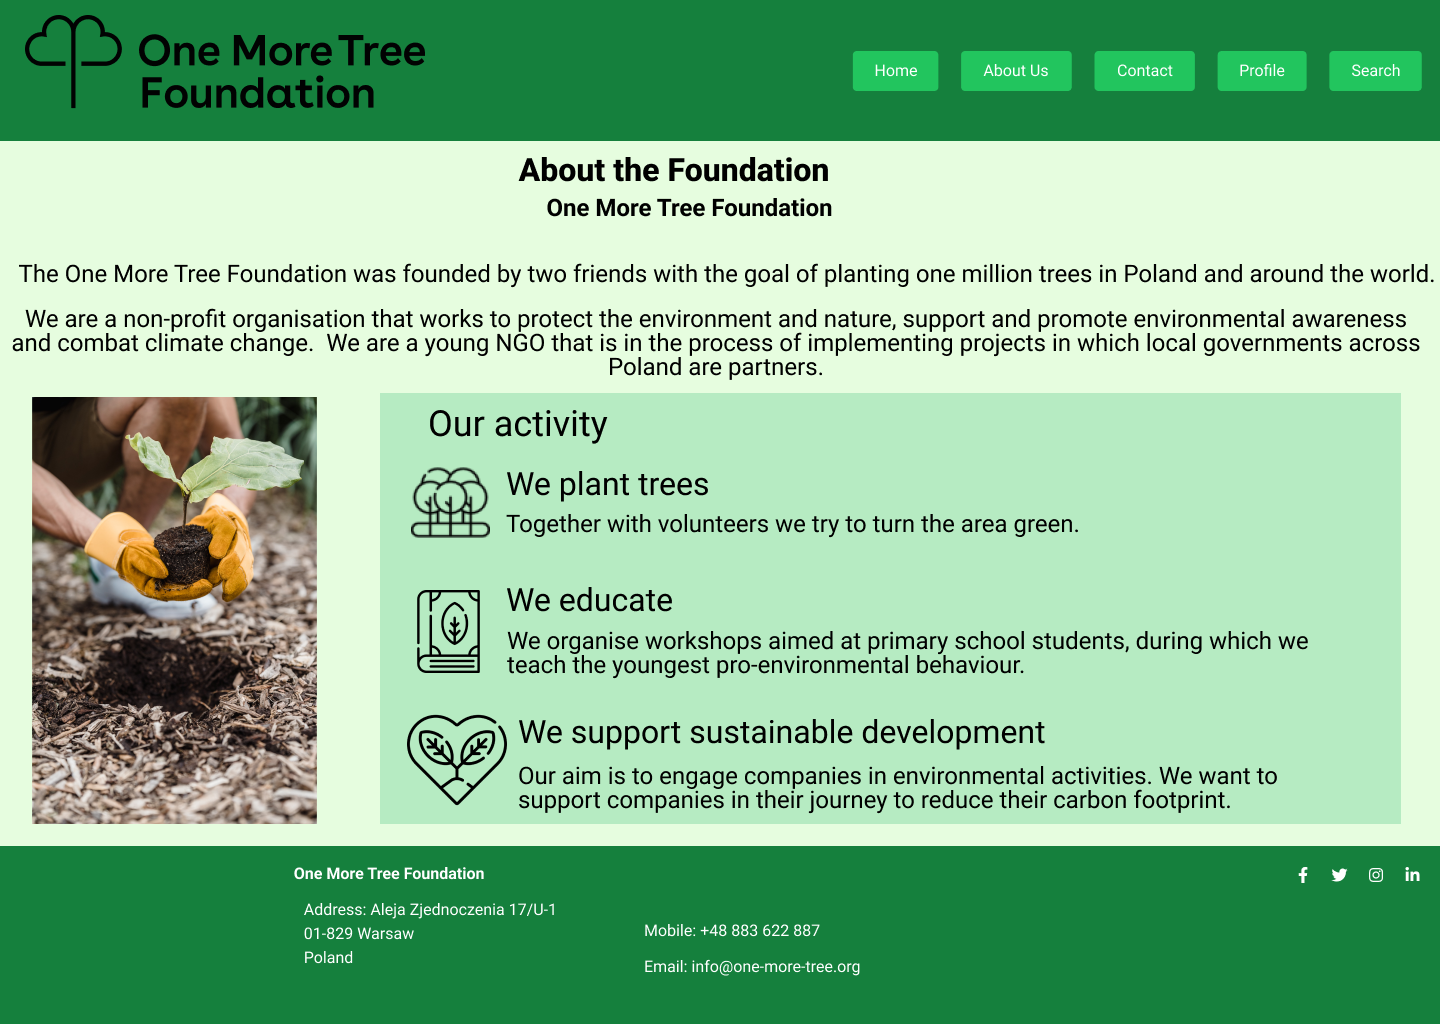 One More Tree
Foundation
Home
About Us
Contact
Profile
Search
About the Foundation
One More Tree Foundation
The One More Tree Foundation was founded by two friends with the goal of planting one million trees in Poland and around the world.
We are a non-profit organisation that works to protect the environment and nature, support and promote environmental awareness
and combat climate change.  We are a young NGO that is in the process of implementing projects in which local governments across
Poland are partners.
Our activity
We plant trees
Together with volunteers we try to turn the area green.
We educate
We organise workshops aimed at primary school students, during which we
teach the youngest pro-environmental behaviour.
We support sustainable development
Our aim is to engage companies in environmental activities. We want to
support companies in their journey to reduce their carbon footprint.
One More Tree Foundation
Address: Aleja Zjednoczenia 17/U-1
01-829 Warsaw
Poland
Mobile: +48 883 622 887
Email: info@one-more-tree.org